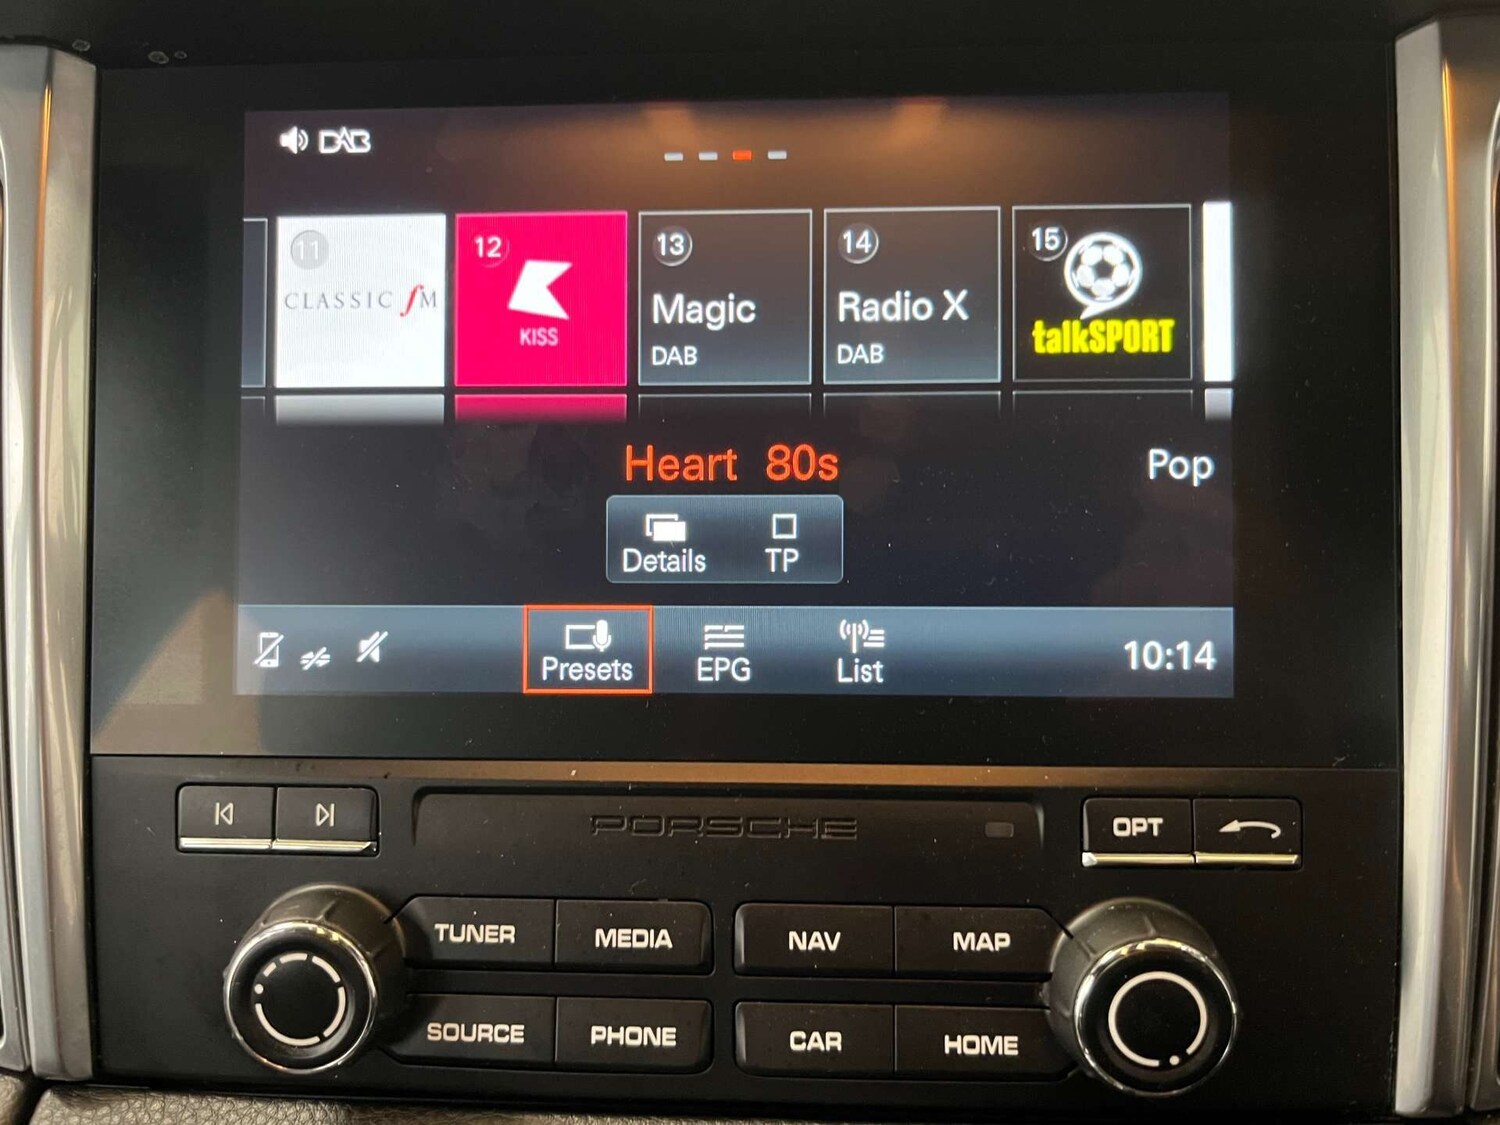 DAB
11
CLASSIC fM
12
KISS
13
Magic
DAB
14
Radio X
DAB
15
talkSPORT
Heart 80s
Pop
Details
TP
Presets
EPG
List
10:14
PORSCHE
OPT
TUNER
MEDIA
NAV
MAP
SOURCE
PHONE
CAR
HOME